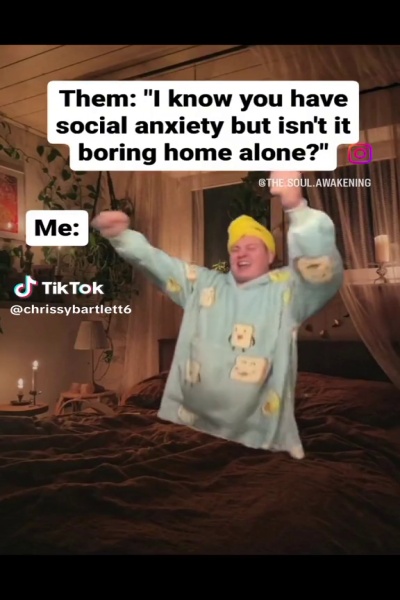 Them: "I know you have
social anxiety but isn't it
boring home alone?"
@THE.SOUL.AWAKENING
Me:
TikTok
@chrissybartlett6